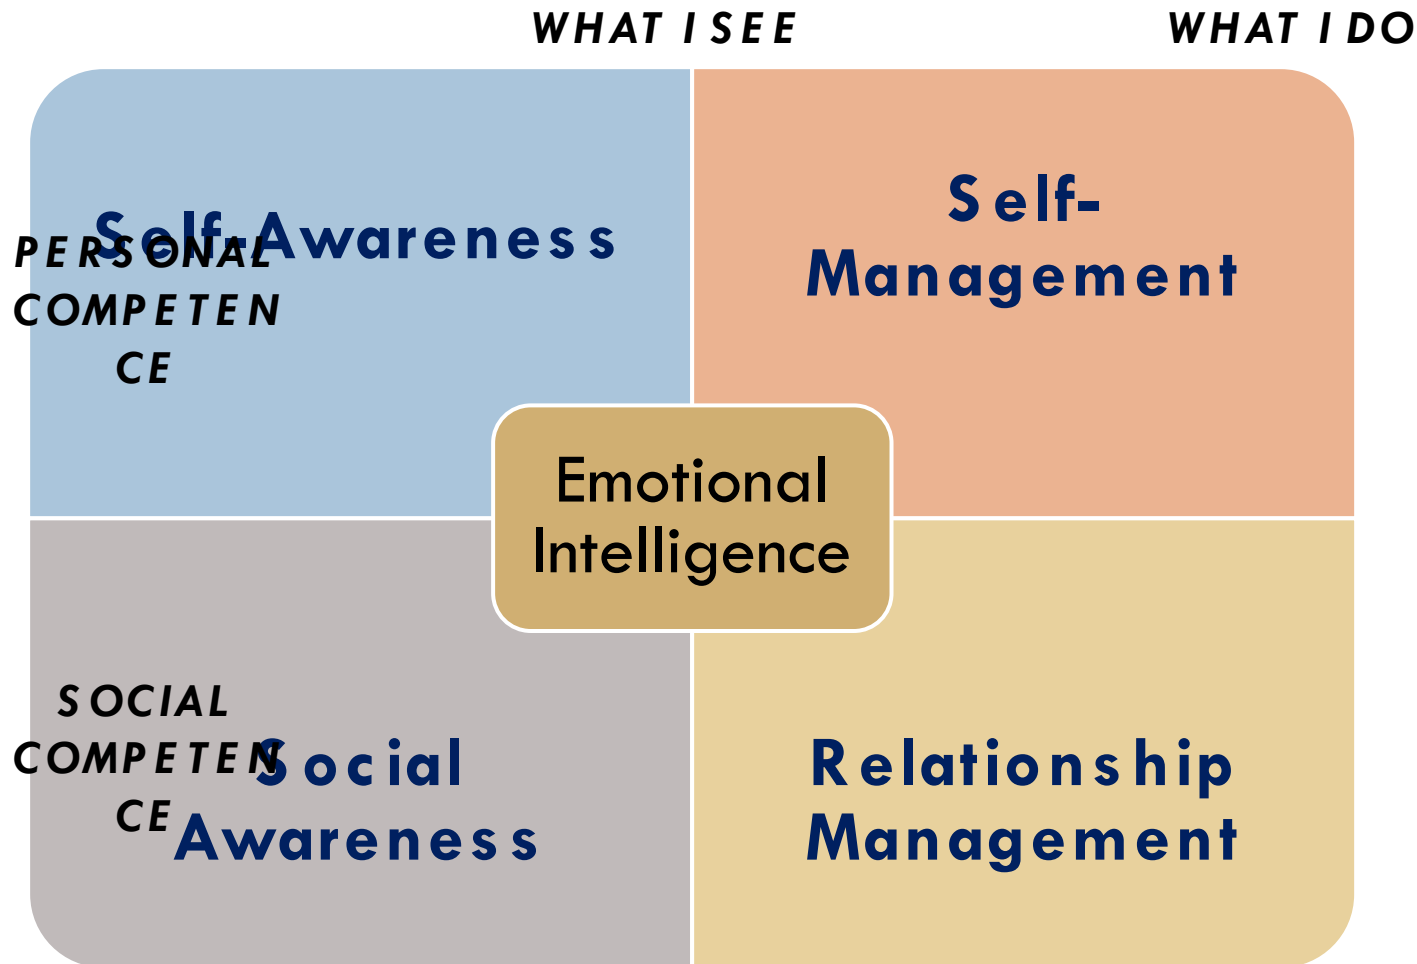 WHAT I SEE
WHAT I DO
Self-Awareness
PERSONAL
COMPETEN
CE
Self-
Management
Emotional
Intelligence
SOCIAL
COMPETEN
CE
Social
Awareness
Relationship
Management